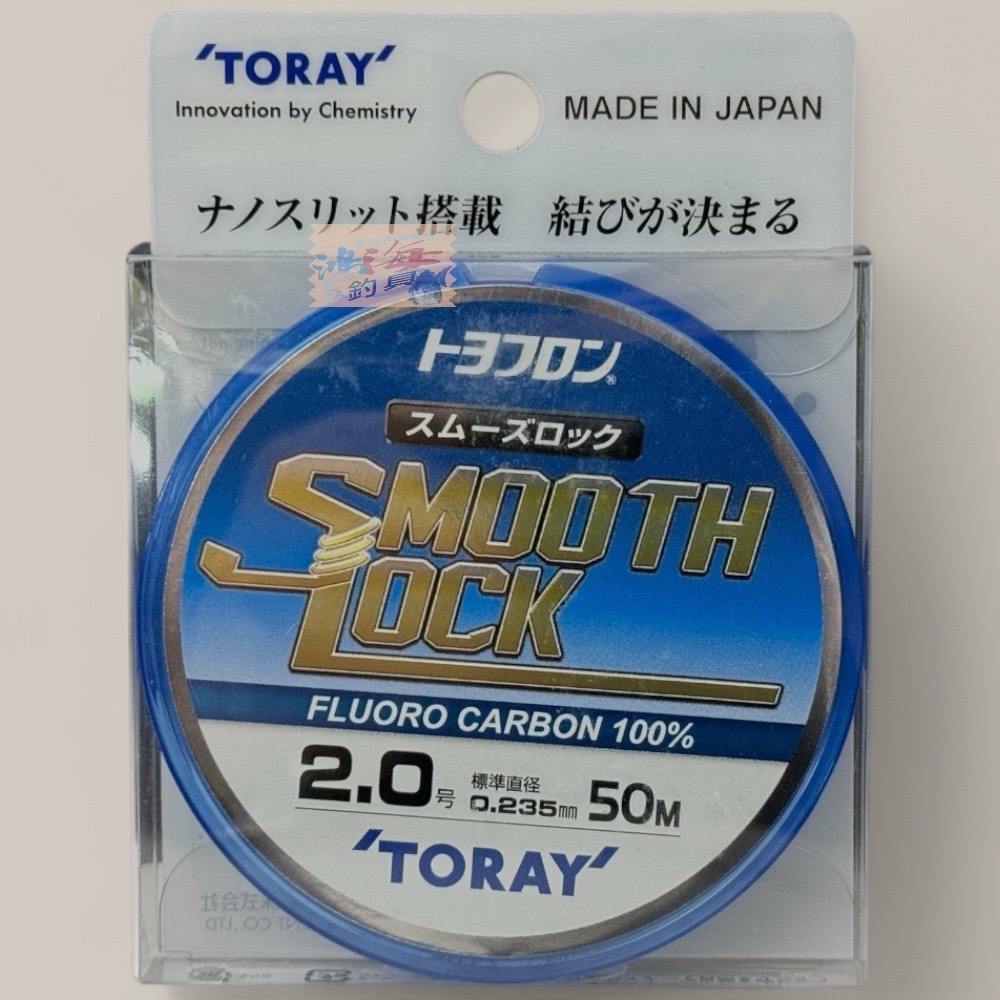 TORAY
Innovation by Chemistry
MADE IN JAPAN
ナノスリット搭載 結びが決まる
釣具
トヨフロン®
スムーズロック
SMOOTH
LOCK
FLUORO CARBON 100%
2.0号 標準直径 0.235mm 50M
TORAY